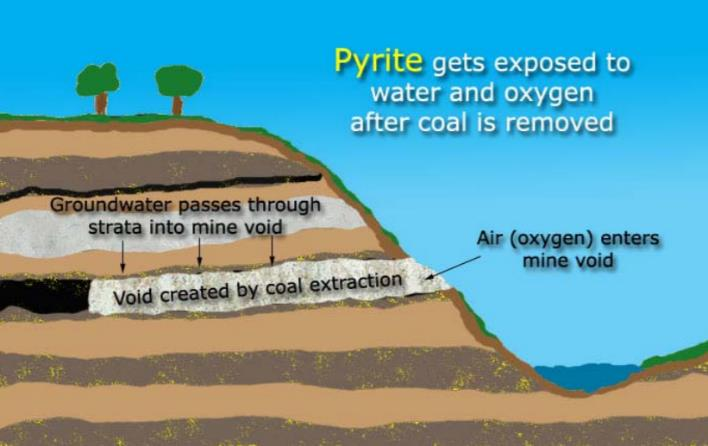 Pyrite gets exposed to
water and oxygen
after coal is removed
Groundwater passes through
strata into mine void
Air (oxygen) enters
mine void
Void created by coal extraction